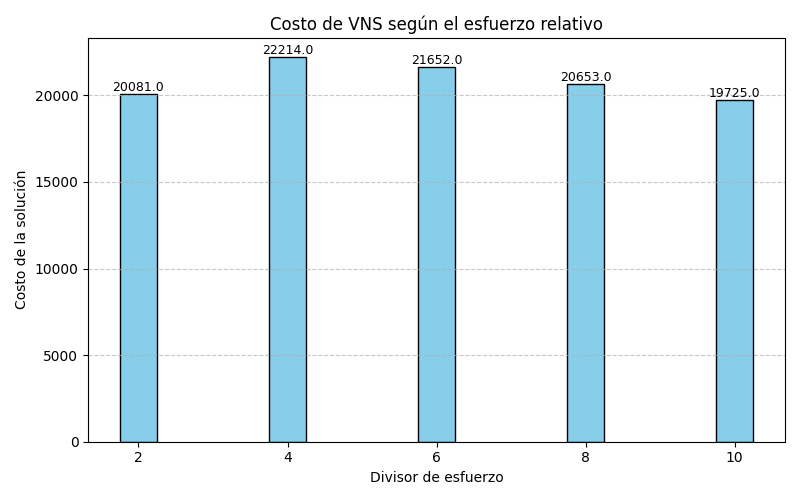 Costo de VNS según el esfuerzo relativo
22214.0
21652.0
20653.0
20081.0
19725.0
20000
15000
10000
5000
0
Costo de la solución
2 4 6 8 10
Divisor de esfuerzo